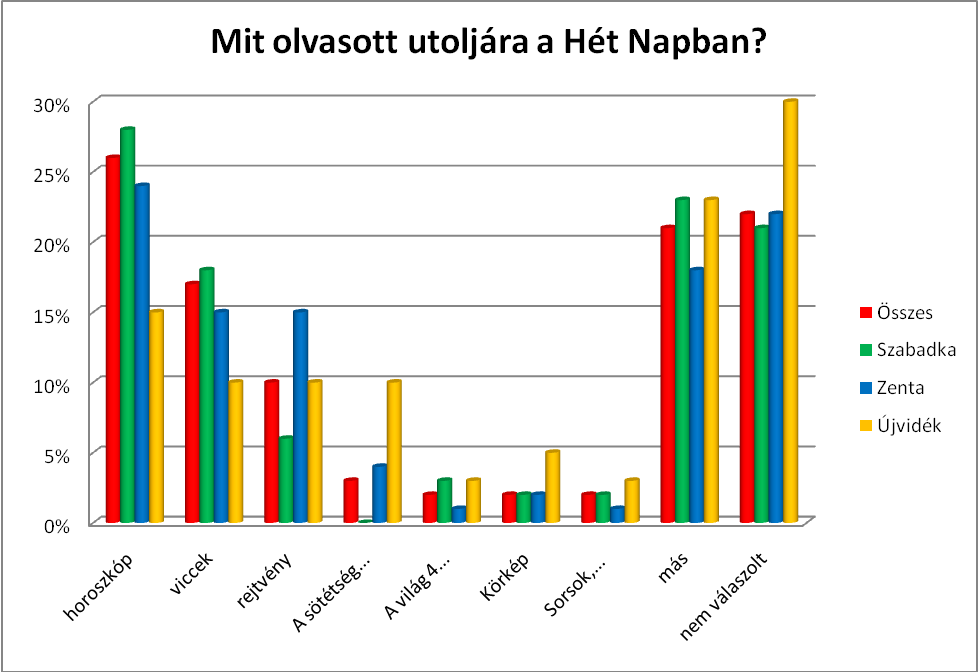 Mit olvasott utoljára a Hét Napban?
30%
25%
20%
15%
10%
5%
0%
horoszkóp
viccek
rejtvény
A sötétség...
A világ 4...
Körkép
Sorsok,...
más
nem válaszolt
Összes
Szabadka
Zenta
Újvidék